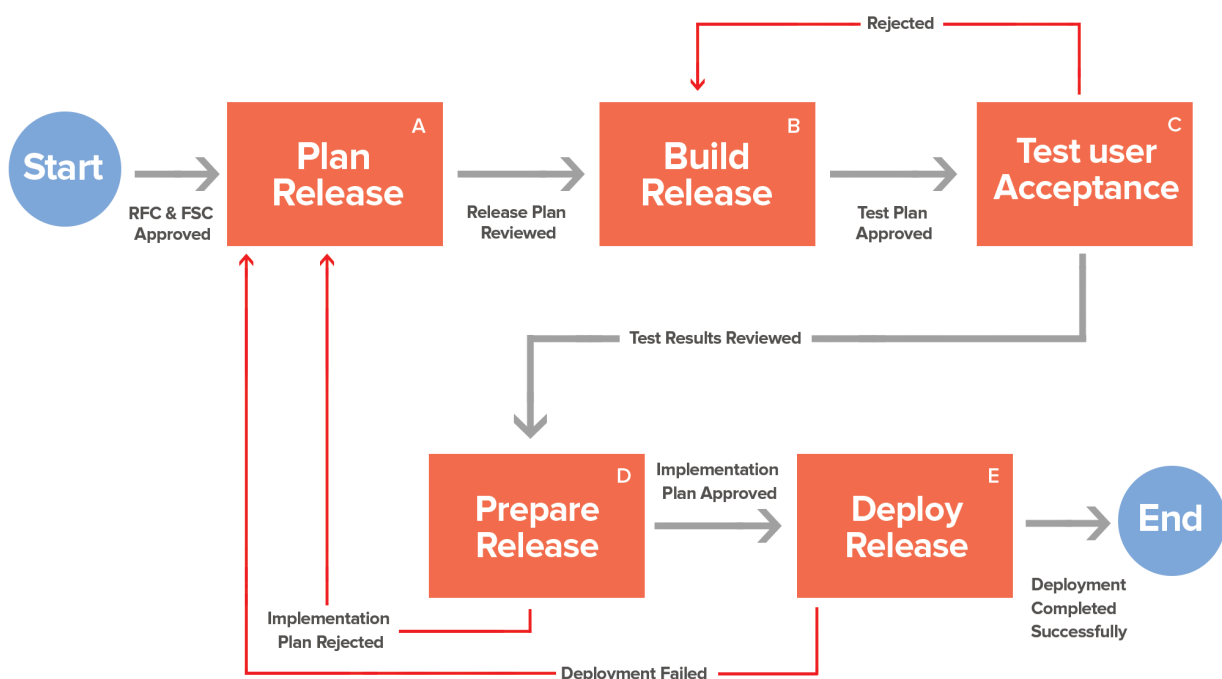 Rejected
Start
RFC & FSC
Approved
A
Plan
Release
Release Plan
Reviewed
B
Build
Release
Test Plan
Approved
C
Test user
Acceptance
Test Results Reviewed
D
Prepare
Release
Implementation
Plan Approved
E
Deploy
Release
End
Deployment
Completed
Successfully
Implementation
Plan Rejected
Deployment Failed